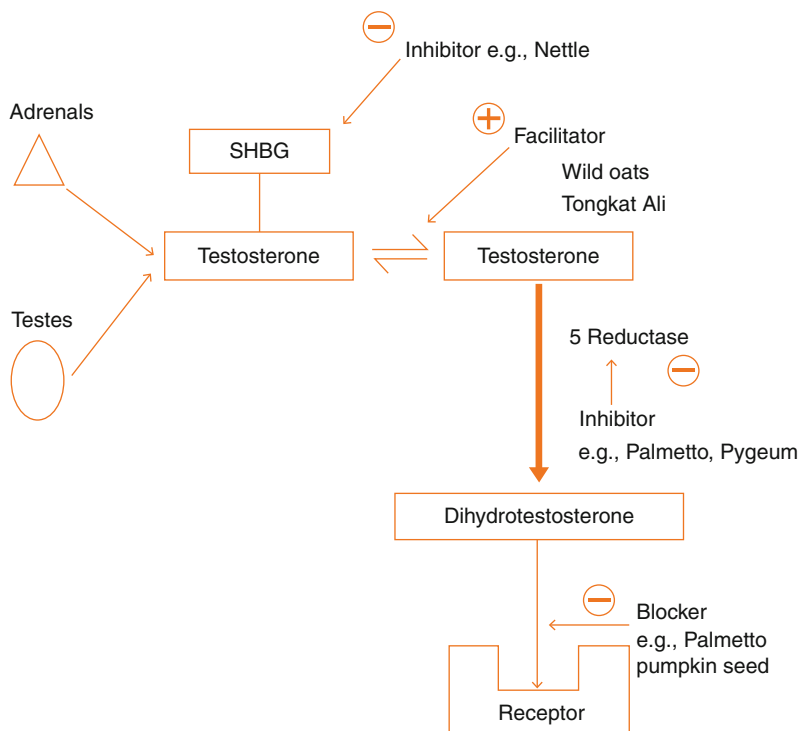 Inhibitor e.g., Nettle
Adrenals
SHBG
Facilitator
Wild oats
Tongkat Ali
Testosterone
Testosterone
Testes
5 Reductase
Inhibitor
e.g., Palmetto, Pygeum
Dihydrotestosterone
Blocker
e.g., Palmetto
pumpkin seed
Receptor